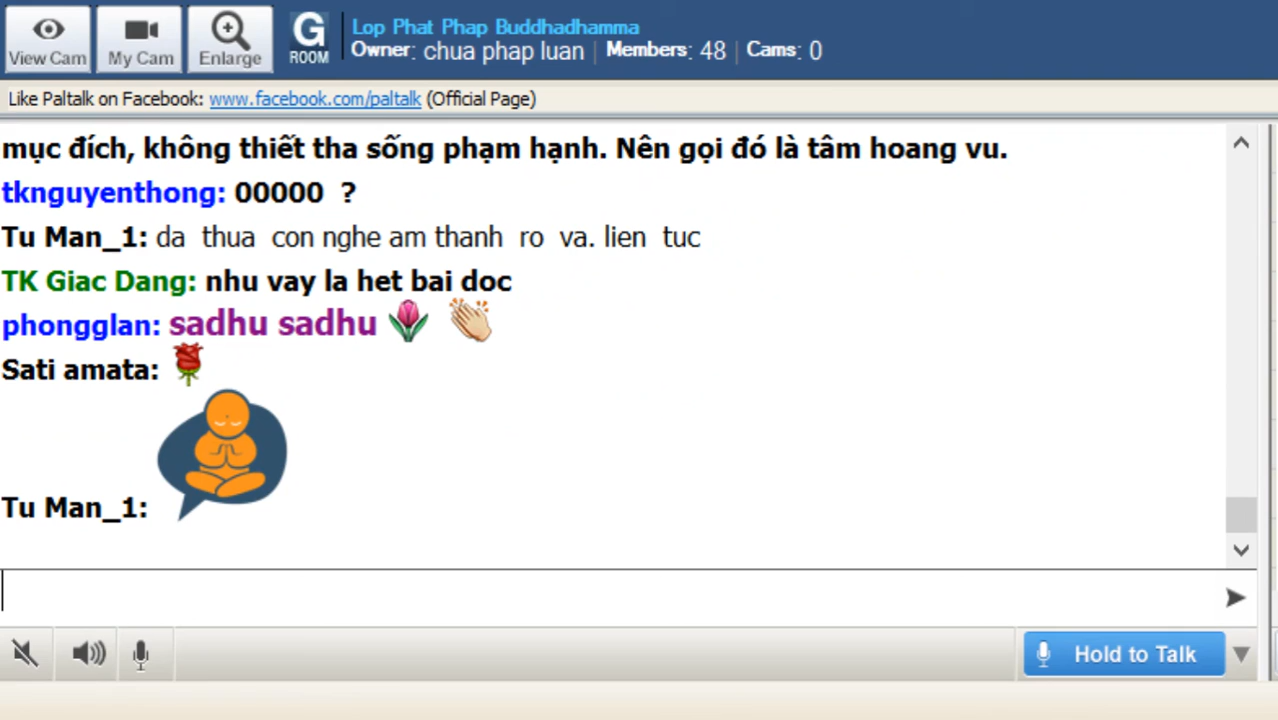 View Cam
My Cam
Enlarge
G
ROOM
Lop Phat Phap Buddhadhamma
Owner: chua phap luan | Members: 48 | Cams: 0
Like Paltalk on Facebook: www.facebook.com/paltalk (Official Page)
mục đích, không thiết tha sống phạm hạnh. Nên gọi đó là tâm hoang vu.
tknguyenthong: 00000 ?
Tu Man_1: da thua con nghe am thanh ro va. lien tuc
TK Giac Dang: nhu vay la het bai doc
phongglan: sadhu sadhu
Sati amata:
Tu Man_1:
Hold to Talk